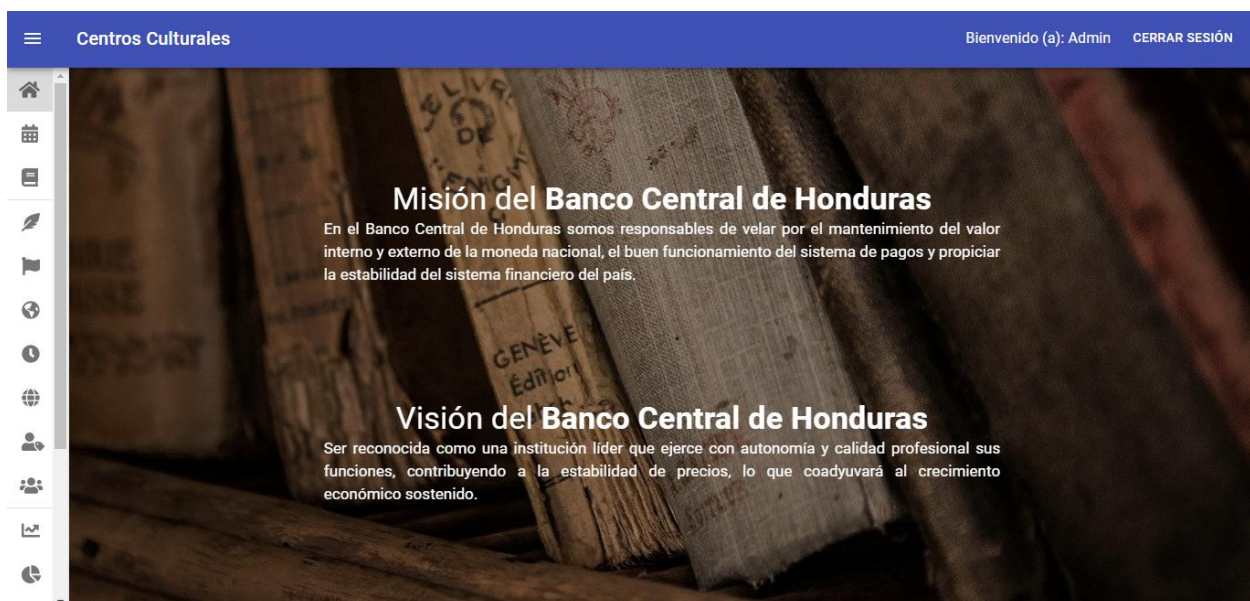 Centros Culturales
Bienvenido (a): Admin
CERRAR SESIÓN
LIVRE
DE
Misión del Banco Central de Honduras
En el Banco Central de Honduras somos responsables de velar por el mantenimiento del valor
interno y externo de la moneda nacional, el buen funcionamiento del sistema de pagos y propiciar
la estabilidad del sistema financiero del país.
GENÈVE
Édition
Visión del Banco Central de Honduras
Ser reconocida como una institución líder que ejerce con autonomía y calidad profesional sus
funciones, contribuyendo a la estabilidad de precios, lo que coadyuvará al crecimiento
económico sostenido.